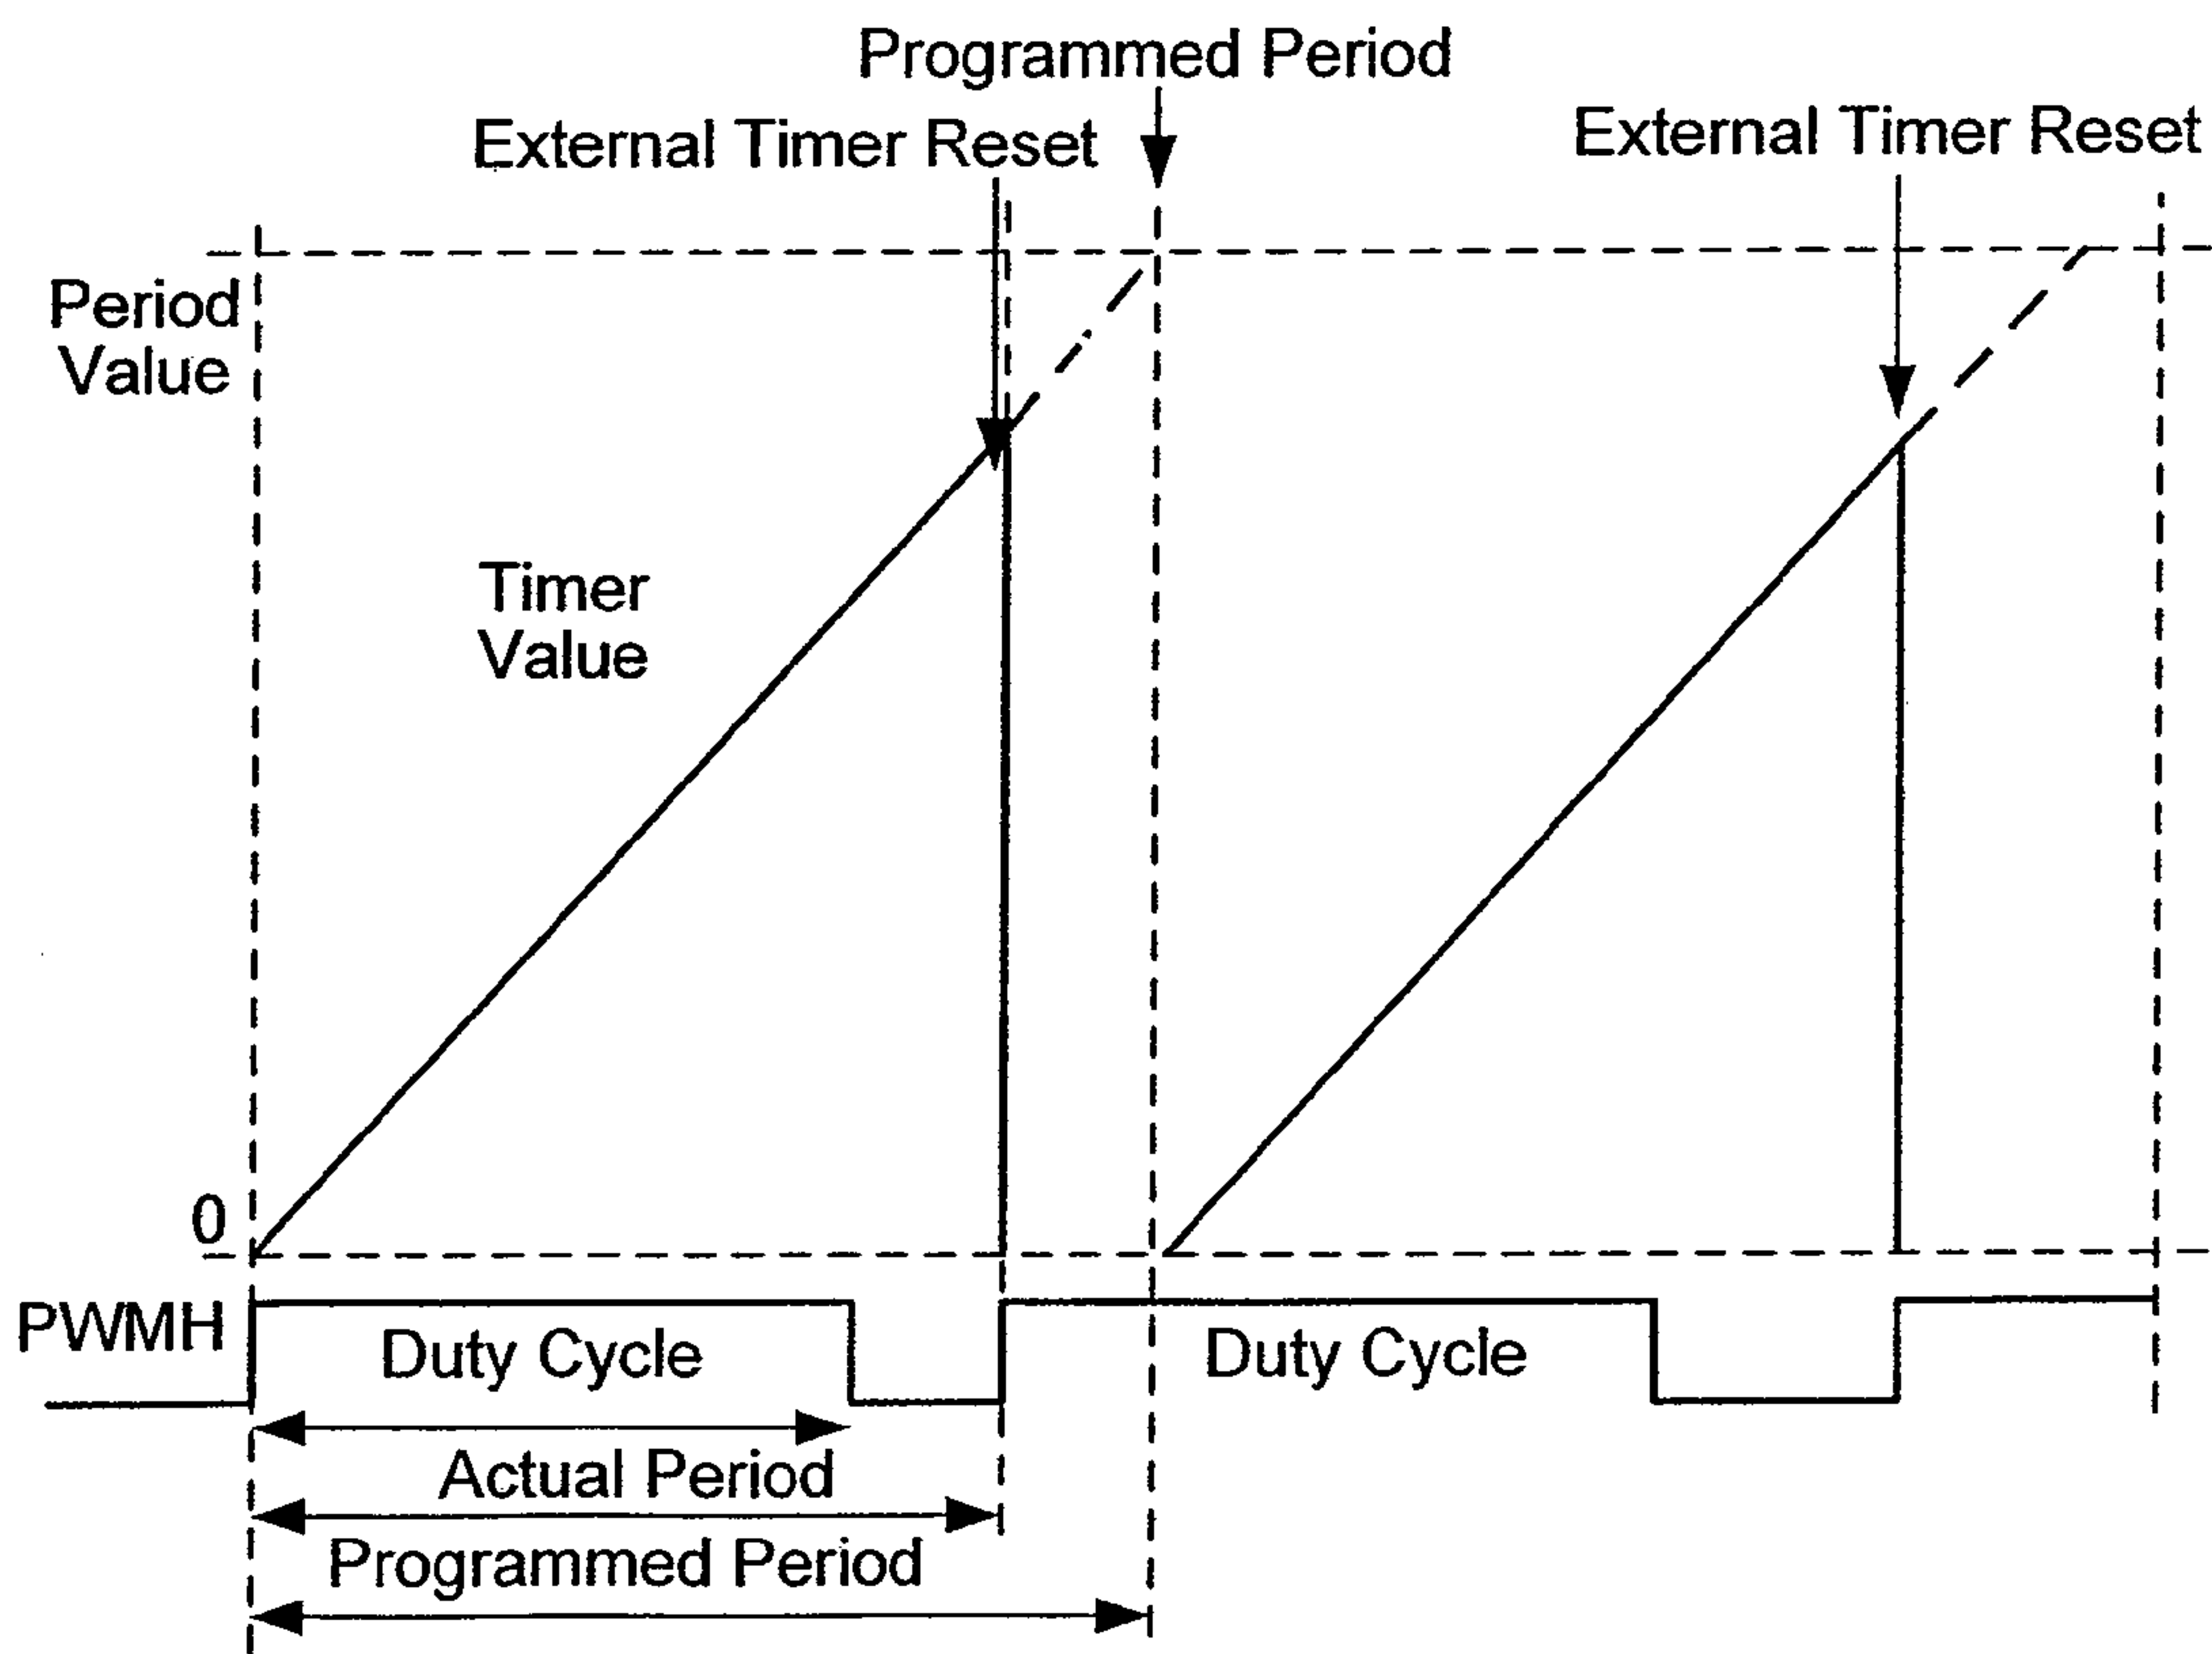 Programmed Period
External Timer Reset
External Timer Reset
Period
Value
Timer
Value
0
PWMH
Duty Cycle
Duty Cycle
Actual Period
Programmed Period